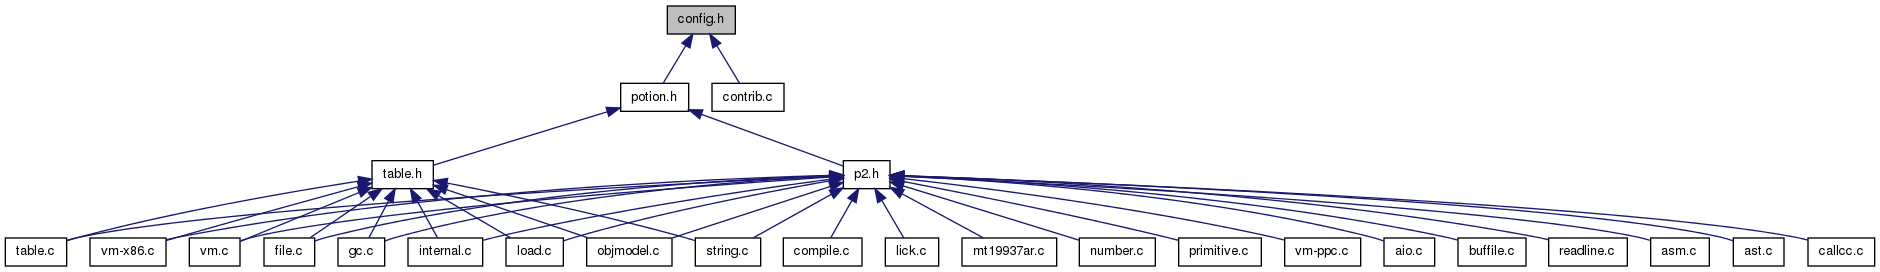 config.h
potion.h
contrib.c
table.h
p2.h
table.c
vm-x86.c
vm.c
file.c
gc.c
internal.c
load.c
objmodel.c
string.c
compile.c
lick.c
mt19937ar.c
number.c
primitive.c
vm-ppc.c
aio.c
buffile.c
readline.c
asm.c
ast.c
callcc.c